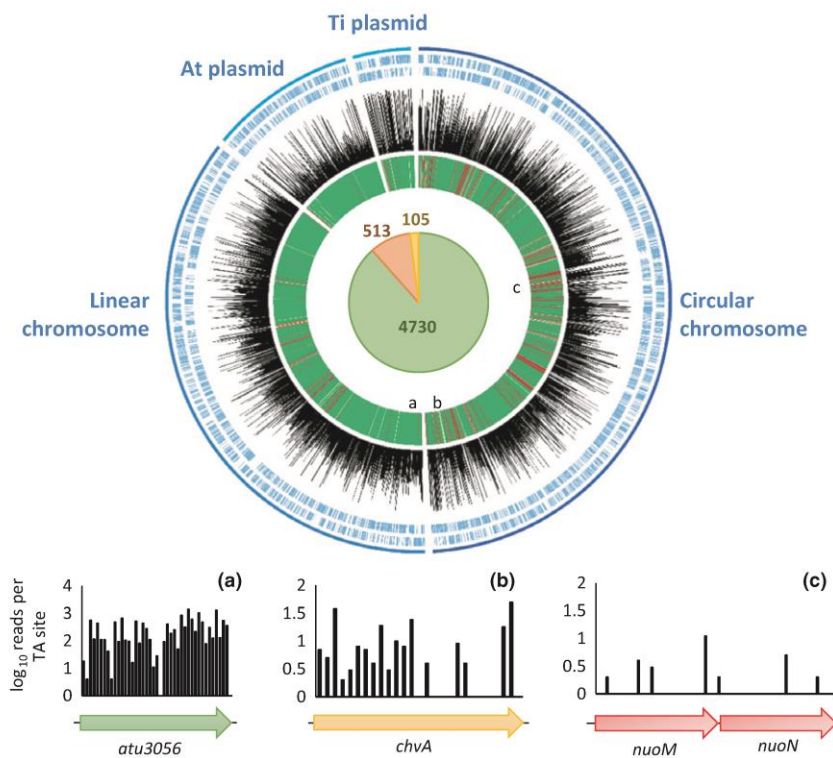 Ti plasmid
At plasmid
105
513
4730
c
Linear
chromosome
Circular
chromosome
a
b
(a)
(b)
(c)
log10 reads per
TA site
4
3
2
1
0
2
1.5
1
0.5
0
2
1.5
1
0.5
0
atu3056
chvA
nuoM
nuoN